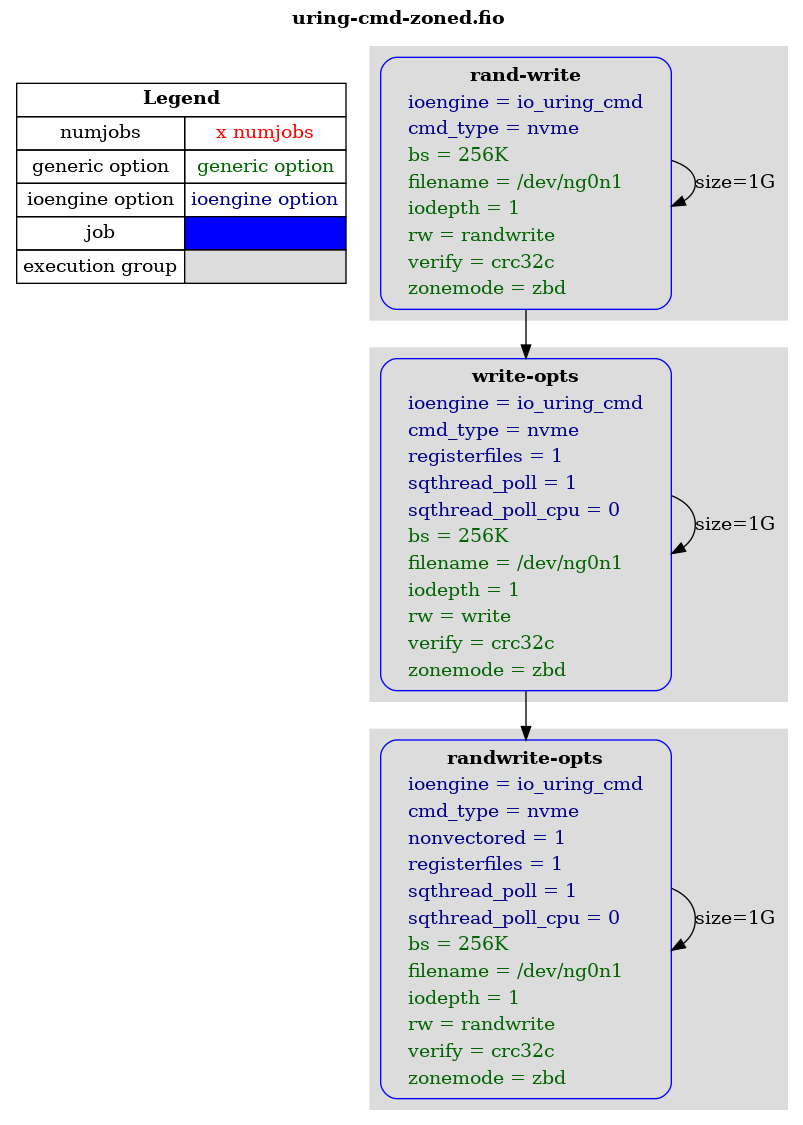 uring-cmd-zoned.fio
Legend
numjobs x numjobs
generic option generic option
ioengine option ioengine option
job
execution group
rand-write
ioengine = io_uring_cmd
cmd_type = nvme
bs = 256K
filename = /dev/ng0n1
iodepth = 1
rw = randwrite
verify = crc32c
zonemode = zbd
size=1G
write-opts
ioengine = io_uring_cmd
cmd_type = nvme
registerfiles = 1
sqthread_poll = 1
sqthread_poll_cpu = 0
bs = 256K
filename = /dev/ng0n1
iodepth = 1
rw = write
verify = crc32c
zonemode = zbd
size=1G
randwrite-opts
ioengine = io_uring_cmd
cmd_type = nvme
nonvectored = 1
registerfiles = 1
sqthread_poll = 1
sqthread_poll_cpu = 0
bs = 256K
filename = /dev/ng0n1
iodepth = 1
rw = randwrite
verify = crc32c
zonemode = zbd
size=1G